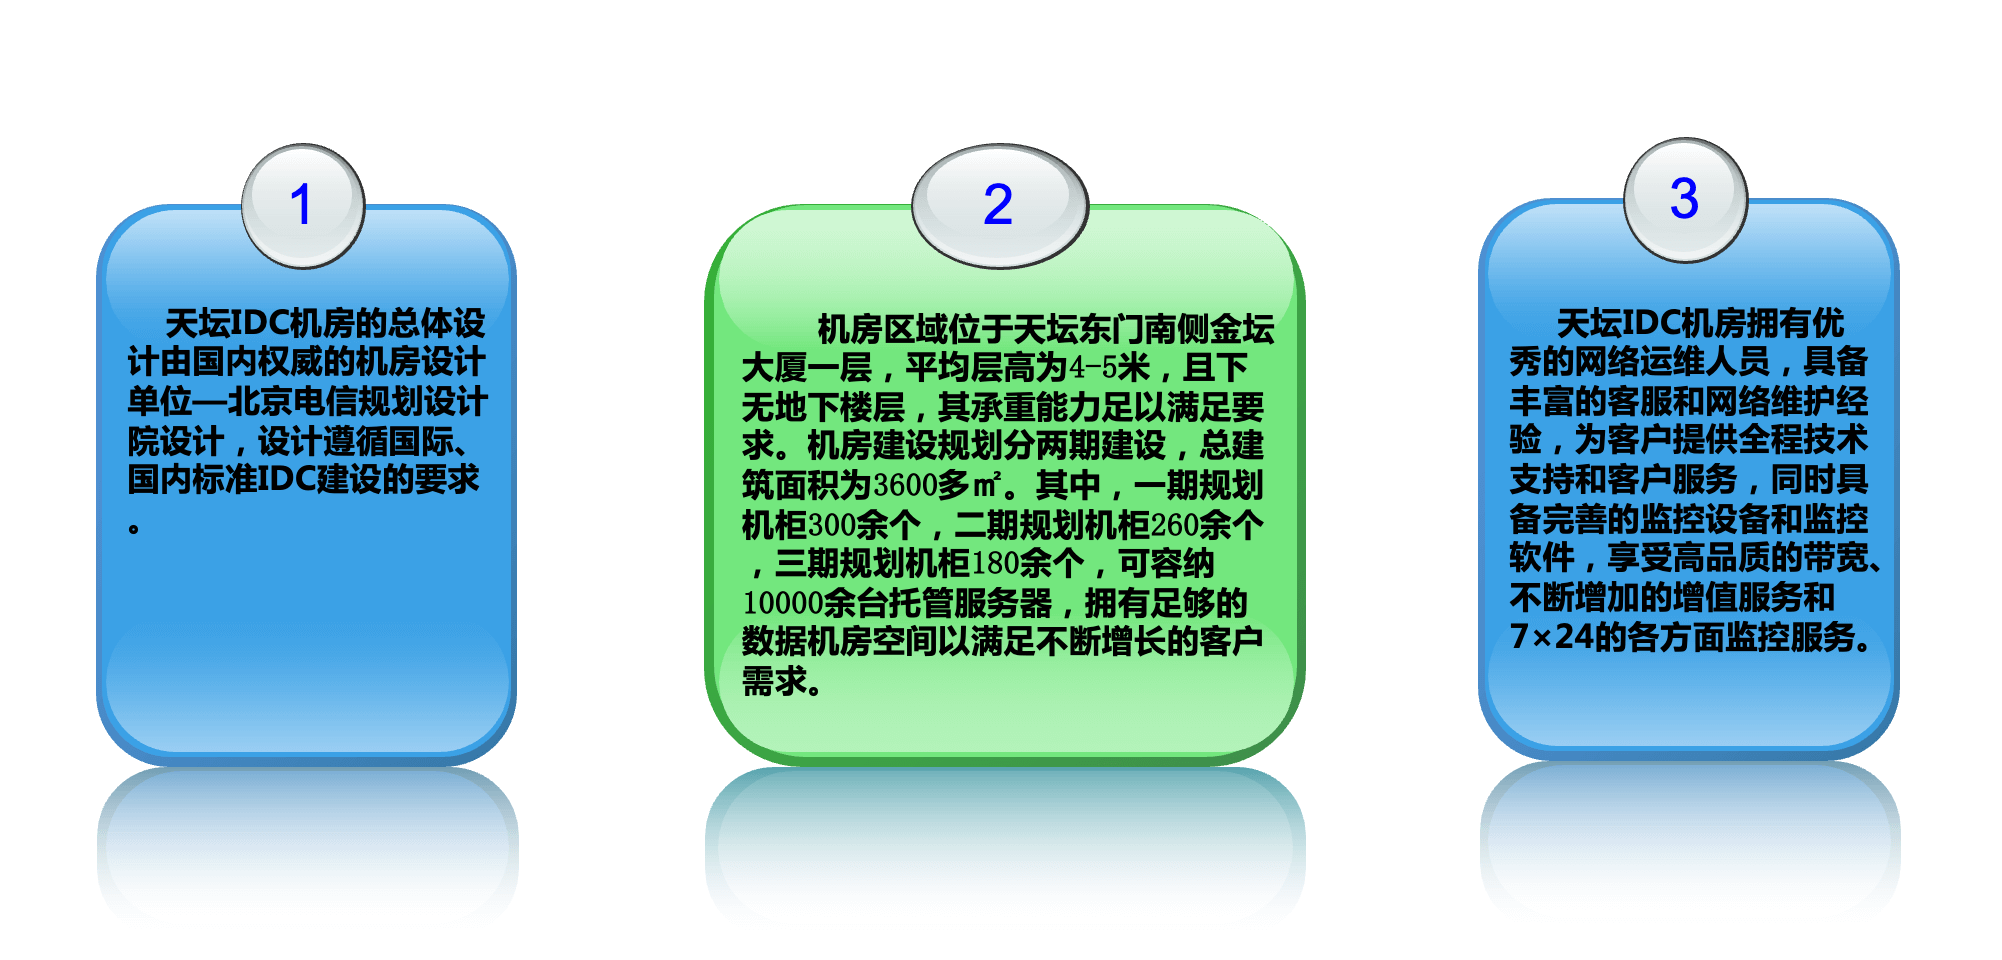 1
天坛IDC机房的总体设
计由国内权威的机房设计
单位—北京电信规划设计
院设计，设计遵循国际、
国内标准IDC建设的要求
。
2
机房区域位于天坛东门南侧金坛
大厦一层，平均层高为4-5米，且下
无地下楼层，其承重能力足以满足要
求。机房建设规划分两期建设，总建
筑面积为3600多㎡。其中，一期规划
机柜300余个，二期规划机柜260余个
，三期规划机柜180余个，可容纳
10000余台托管服务器，拥有足够的
数据机房空间以满足不断增长的客户
需求。
3
天坛IDC机房拥有优
秀的网络运维人员，具备
丰富的客服和网络维护经
验，为客户提供全程技术
支持和客户服务，同时具
备完善的监控设备和监控
软件，享受高品质的带宽、
不断增加的增值服务和
7×24的各方面监控服务。